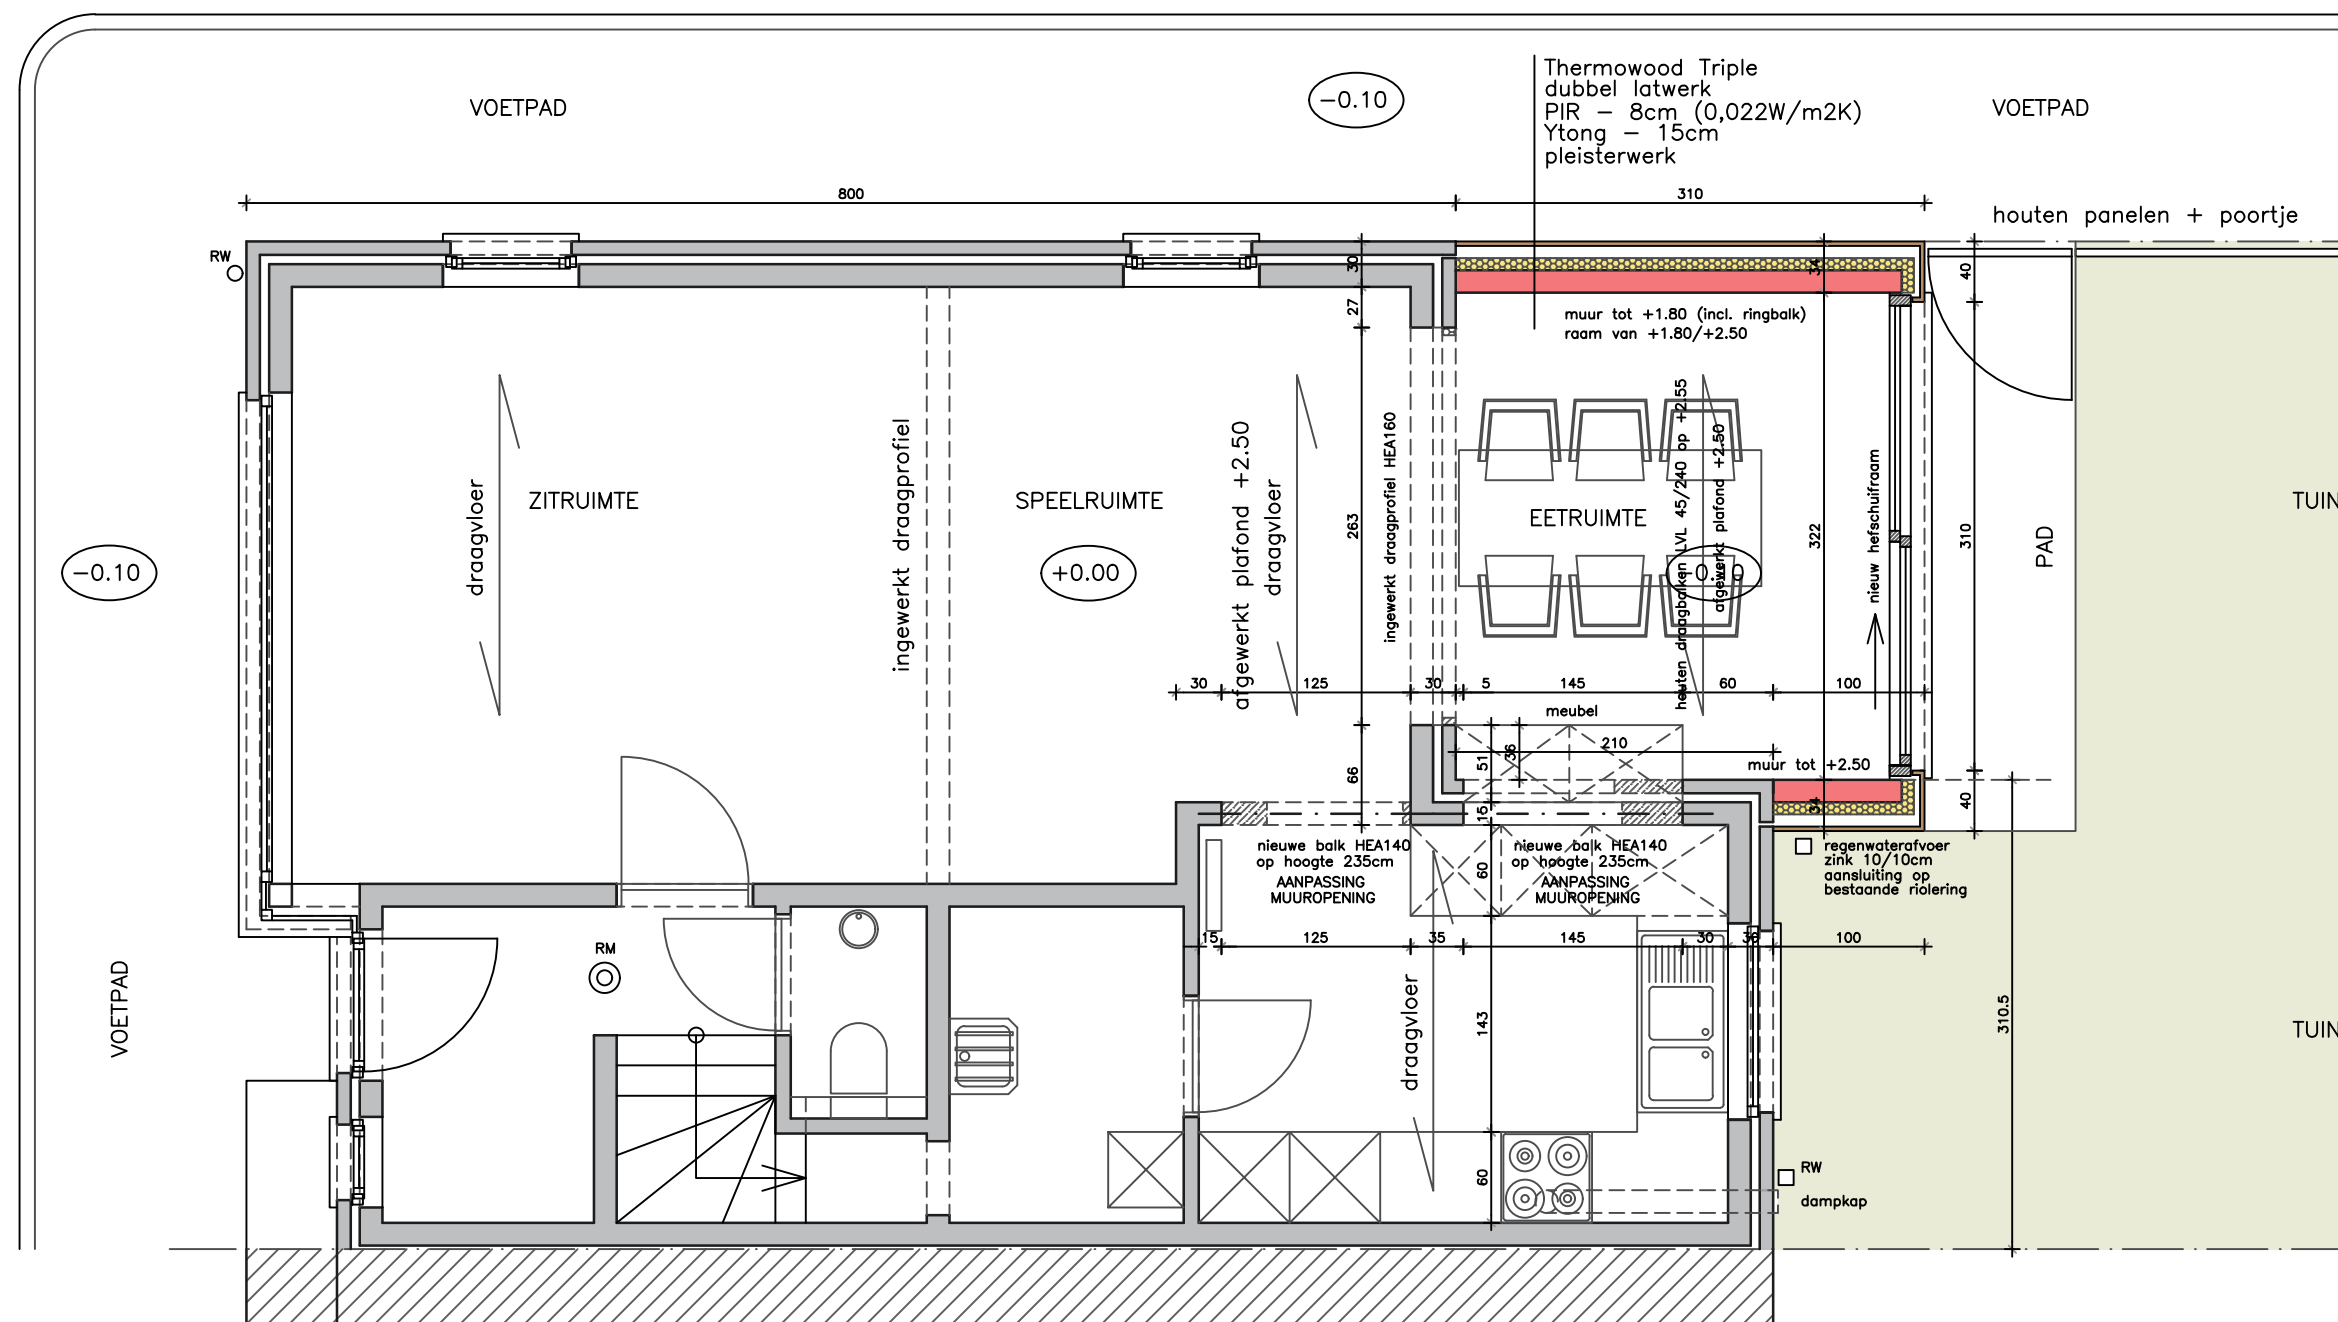 VOETPAD
-0.10
Thermowood Triple
dubbel latwerk
PIR - 8cm (0,022W/m2K)
Ytong - 15cm
pleisterwerk
VOETPAD
800
310
houten panelen + poortje
RW
30
34
40
27
muur tot +1.80 (incl. ringbalk)
raam van +1.80/+2.50
draagvloer
ZITRUIMTE
ingewerkt draagprofiel
SPEELRUIMTE
+0.00
afgewerkt plafond +2.50
draagvloer
263
ingewerkt draagprofiel HEA160
EETRUIMTE
houten draagbalken LVL 45/240 op +2.55
afgewerkt plafond +2.50
322
nieuw hefschuifraam
310
PAD
TUIN
-0.10
30
125
30
5
145
60
100
meubel
210
36
51
66
muur tot +2.50
34
40
15
nieuwe balk HEA140
op hoogte 235cm
AANPASSING
MUUROPENING
nieuwe balk HEA140
op hoogte 235cm
AANPASSING
MUUROPENING
60
regenwaterafvoer
zink 10/10cm
aansluiting op
bestaande riolering
15
125
35
145
30
30
100
RM
VOETPAD
draagvloer
143
310.5
TUIN
60
RW
dampkap